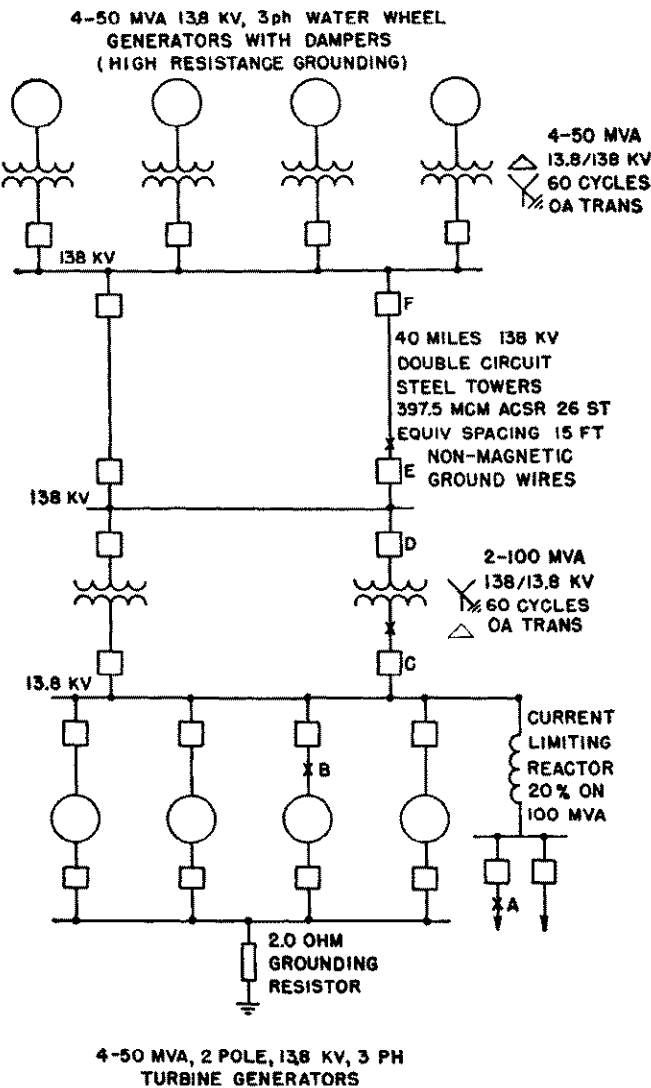 4-50 MVA 13.8 KV, 3ph WATER WHEEL
GENERATORS WITH DAMPERS
(HIGH RESISTANCE GROUNDING)
4-50 MVA
13.8/138 KV
60 CYCLES
OA TRANS
138 KV
F
40 MILES 138 KV
DOUBLE CIRCUIT
STEEL TOWERS
397.5 MCM ACSR 26 ST
EQUIV SPACING 15 FT
NON-MAGNETIC
GROUND WIRES
X
E
138 KV
D
2-100 MVA
138/13.8 KV
60 CYCLES
OA TRANS
X
C
13.8 KV
CURRENT
LIMITING
REACTOR
20% ON
100 MVA
X B
X A
2.0 OHM
GROUNDING
RESISTOR
4-50 MVA, 2 POLE, 13.8 KV, 3 PH
TURBINE GENERATORS